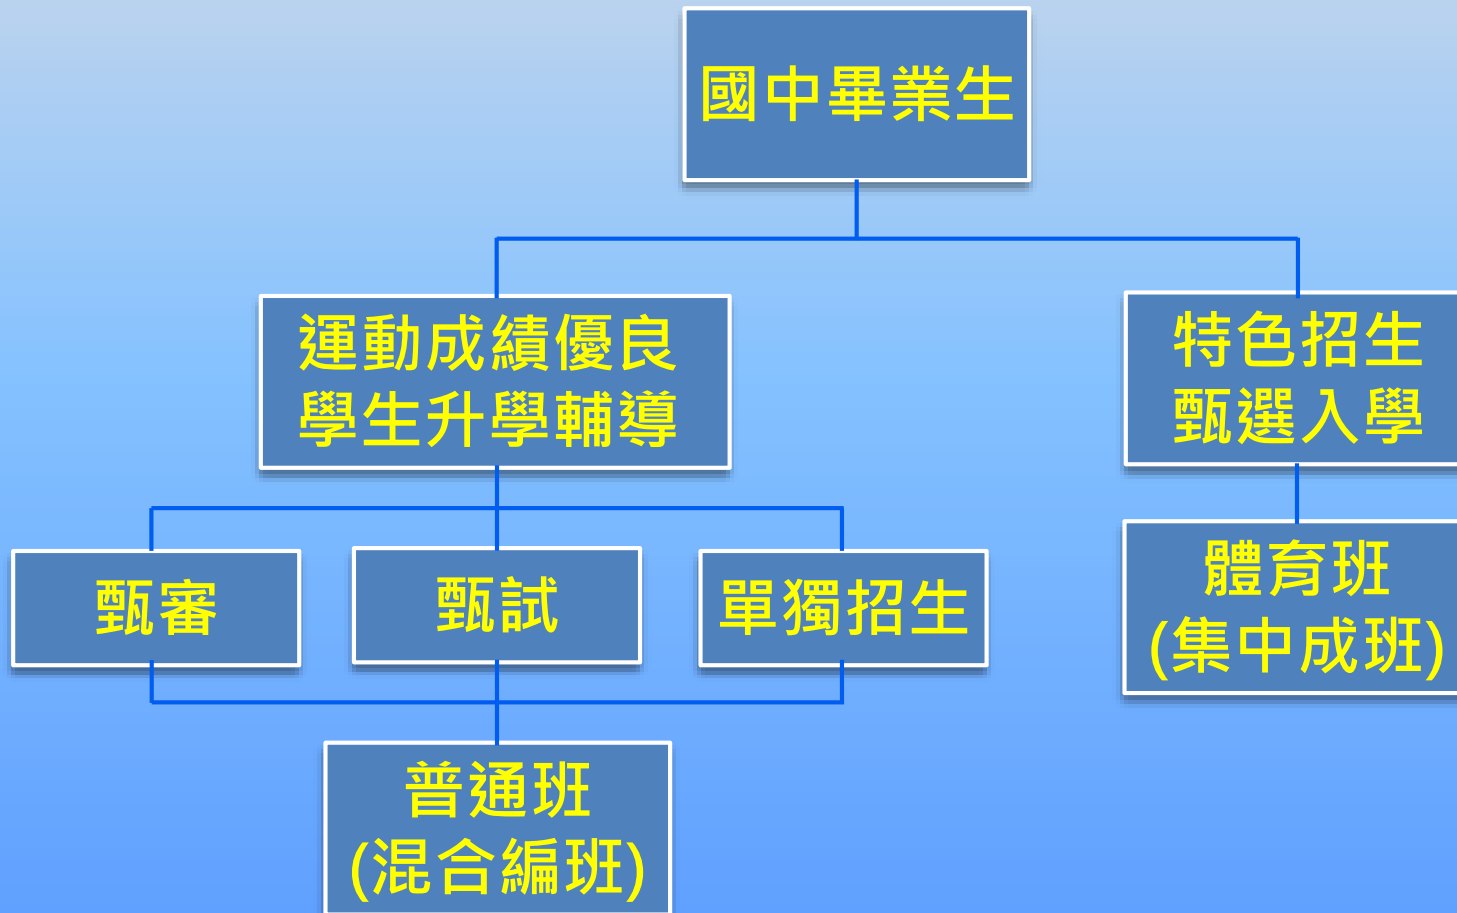 國中畢業生
運動成績優良
學生升學輔導
特色招生
甄選入學
甄審
甄試
單獨招生
體育班
(集中成班)
普通班
(混合編班)